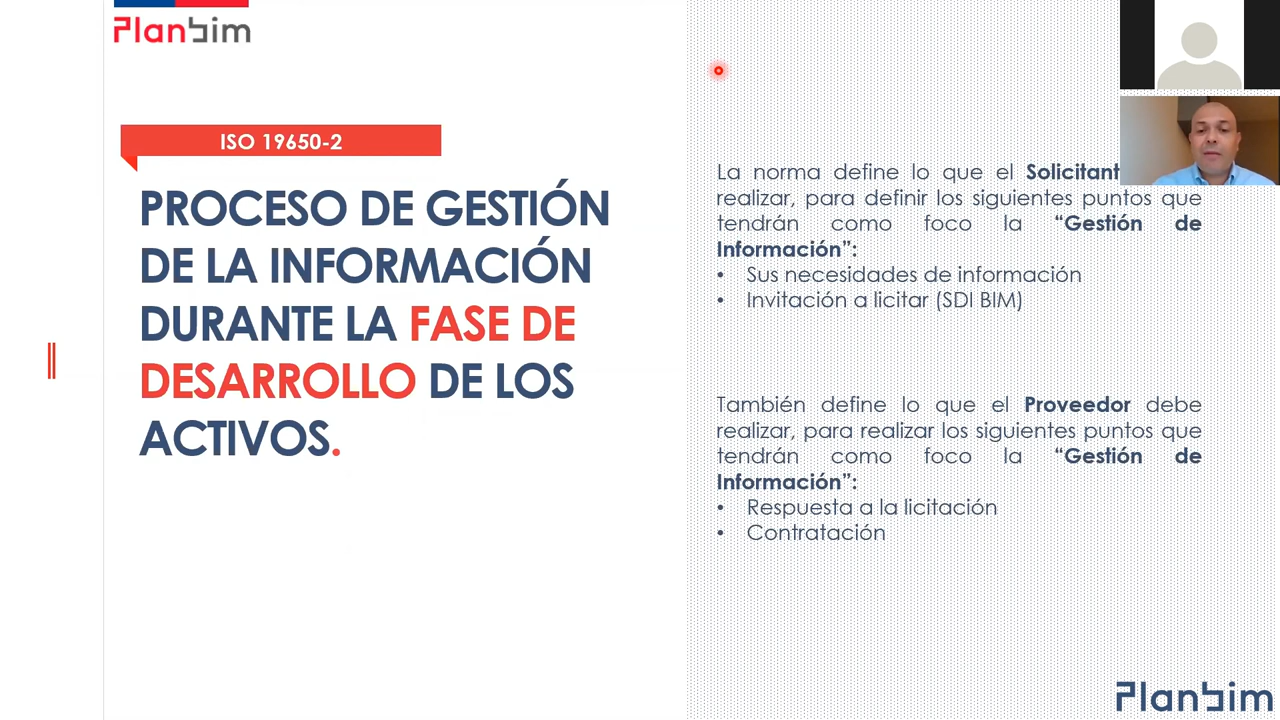 Planbim
ISO 19650-2
PROCESO DE GESTIÓN
DE LA INFORMACIÓN
DURANTE LA FASE DE
DESARROLLO DE LOS
ACTIVOS.
La norma define lo que el
realizar, para definir los siguientes puntos que
tendrán como foco la “Gestión de
Información”:
• Sus necesidades de información
• Invitación a licitar (SDI BIM)
También define lo que el Proveedor debe
realizar, para realizar los siguientes puntos que
tendrán como foco la “Gestión de
Información”:
• Respuesta a la licitación
• Contratación
Planbim